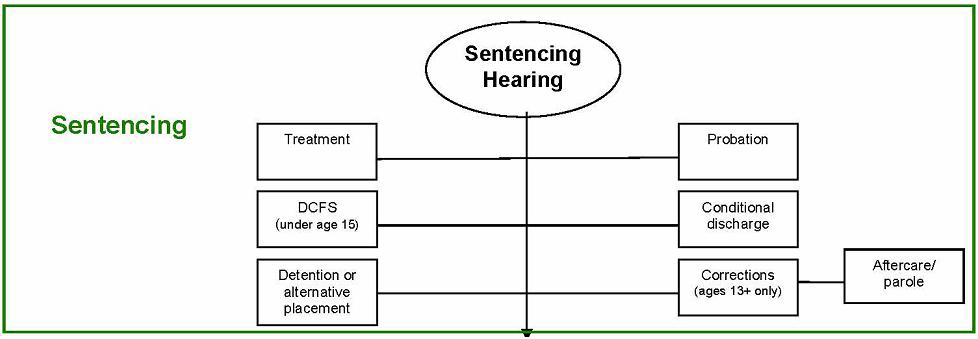 Sentencing
Hearing
Sentencing
Treatment
Probation
DCFS
(under age 15)
Conditional
discharge
Detention or
alternative
placement
Corrections
(ages 13+ only)
Aftercare/
parole